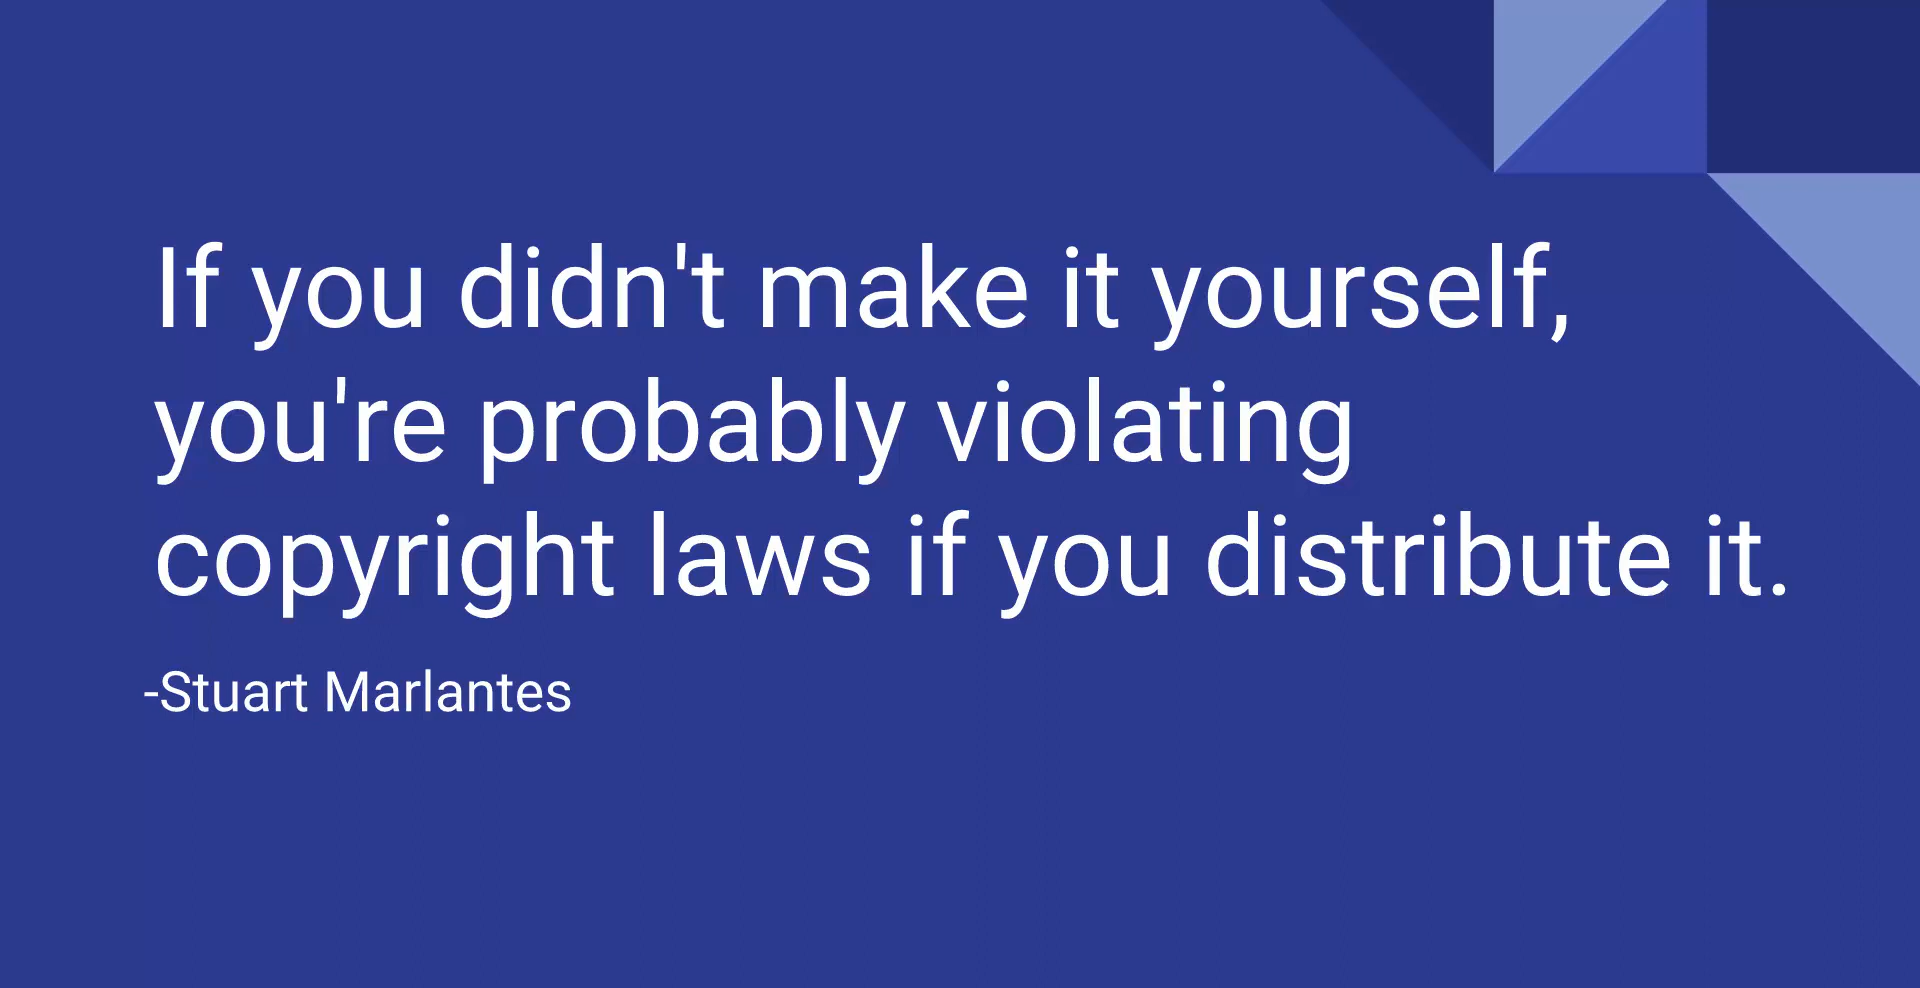 If you didn't make it yourself,
you're probably violating
copyright laws if you distribute it.
-Stuart Marlantes